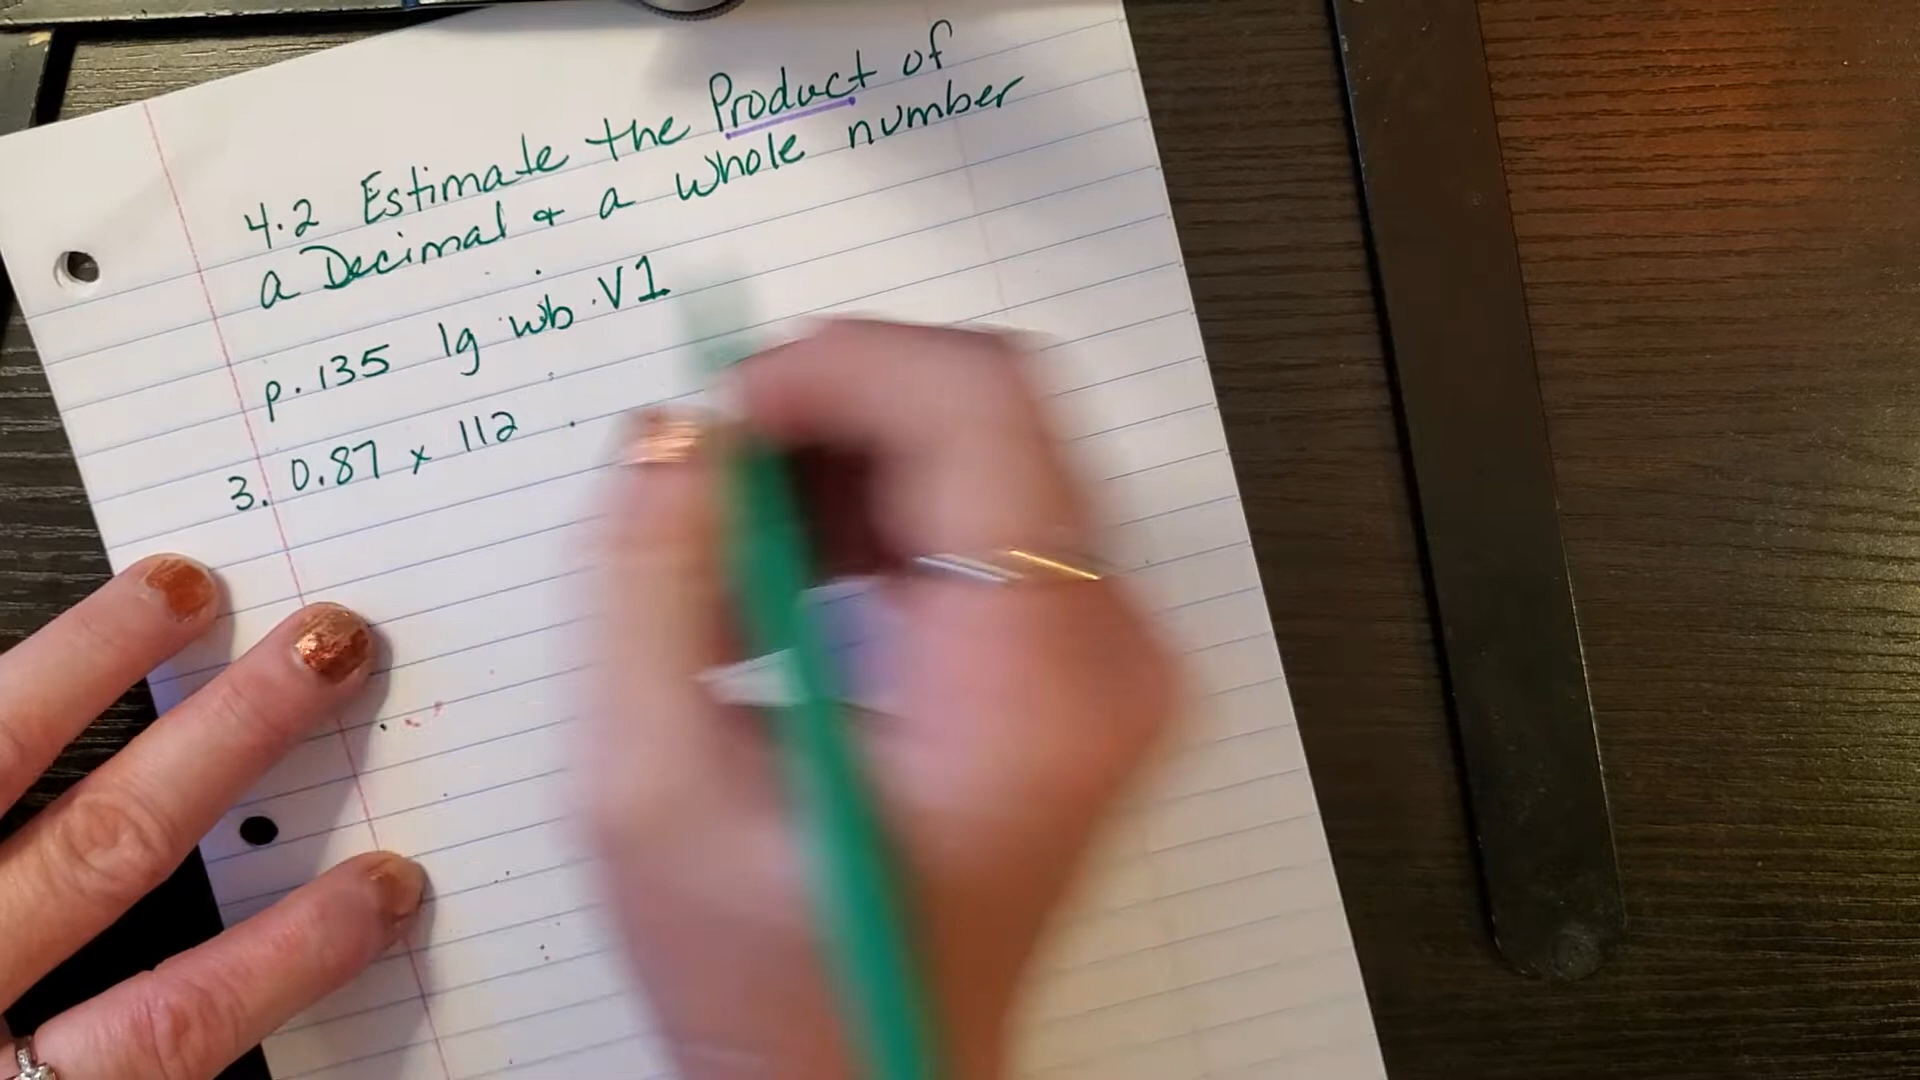 4.2 Estimate the Product of
a Decimal & a whole number
p. 135 lg wb V1
3. 0.87 x 112